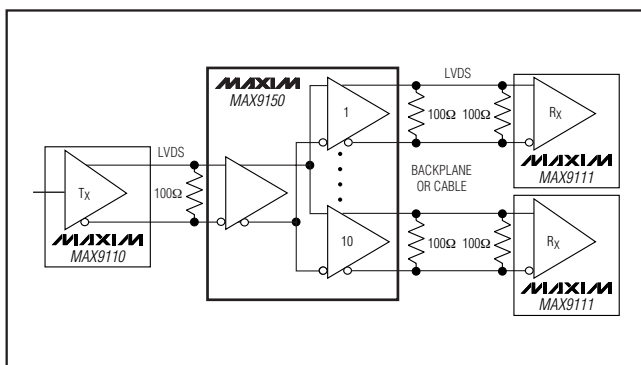 MAXIM
MAX9150
LVDS
TX
100Ω
MAXIM
MAX9110
1
10
LVDS
100Ω 100Ω
RX
MAXIM
MAX9111
BACKPLANE
OR CABLE
100Ω 100Ω
RX
MAXIM
MAX9111